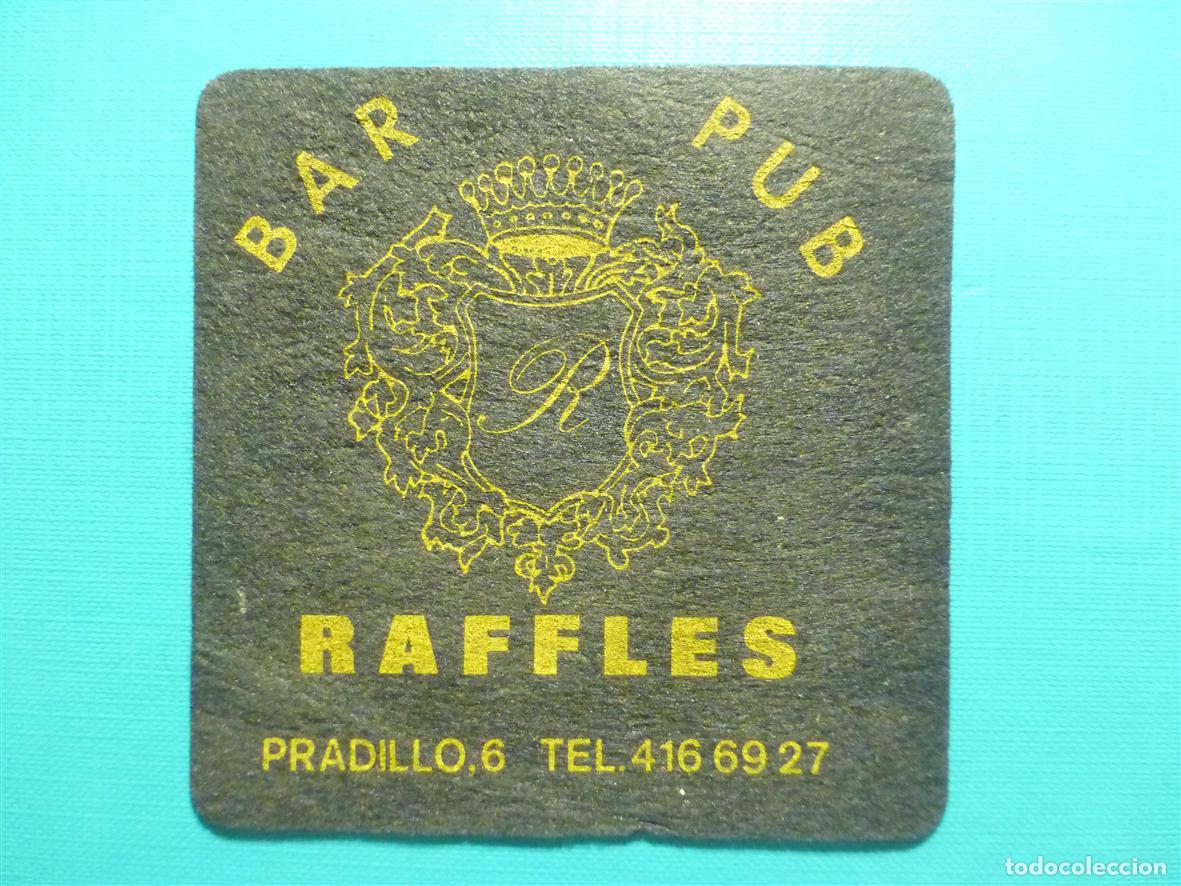 BAR PUB
R
RAFFLES
PRADILLO,6 TEL.416 69 27
todocoleccion